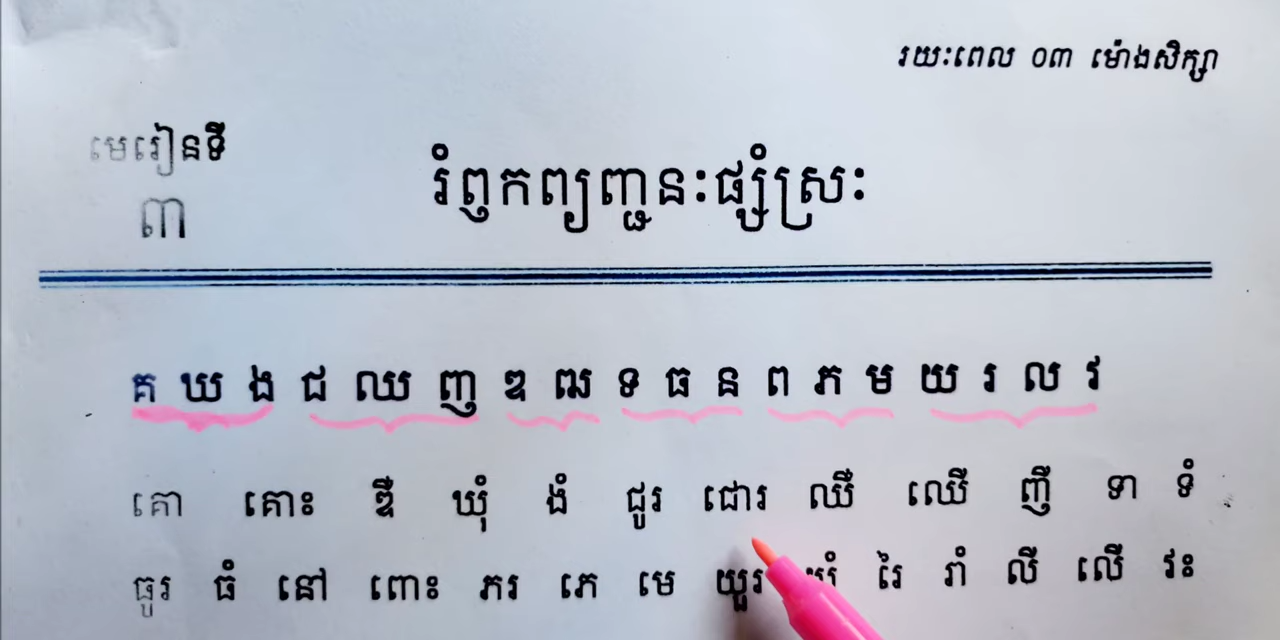 រយៈពេល ០៣ ម៉ោងសិក្សា
មេរៀនទី
៣
រំឭកព្យញ្ជនៈផ្សំស្រៈ
គ ឃ ង ជ ឈ ញ ឌ ឍ ទ ធ ន ព ភ ម យ រ ល វ
គោ គោះ ឌឺ ឃុំ ងំ ជូរ ជោរ ឈឺ ឈើ ញី ទា ទំ
ធូរ ធំ នៅ ពោះ ភរ ភេ មេ យួរ យំ រៃ រាំ លី លើ វះ